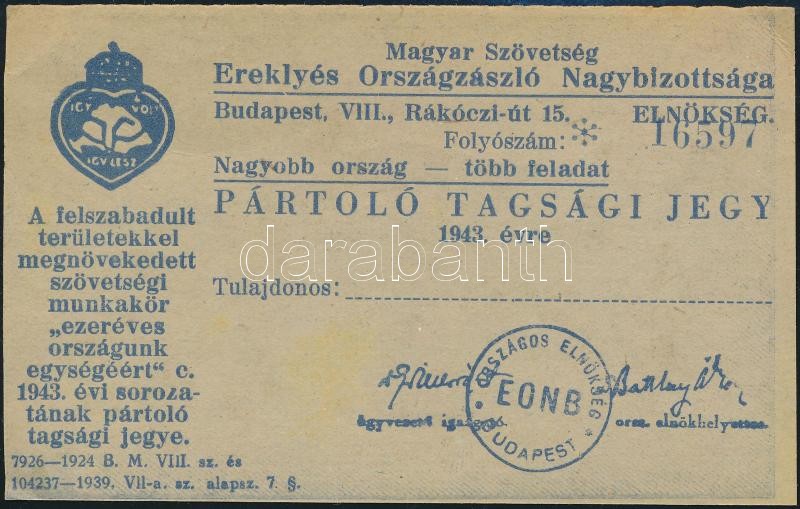 IGY VOLT
IGY LESZ
A felszabadult
területekkel
megnövekedett
szövetségi
munkakör
„ezeréves
országunk
egységéért" c.
1943. évi soroza-
tának pártoló
tagsági jegye.
7926—1924 B. M. VIII. sz. és
104237—1939. VII-a. sz. alapsz. 7. §.
Magyar Szövetség
Ereklyés Országzászló Nagybizottsága
Budapest, VIII., Rákóczi-út 15. ELNÖKSÉG.
Folyószám: 16597
Nagyobb ország — több feladat
PÁRTOLÓ TAGSÁGI JEGY
1943. évre
darabanth
Tulajdonos:
ORSZÁGOS ELNÖKSÉG
EONB
BUDAPEST
ügyvezető igazgató
orsz. elnökhelyettes.